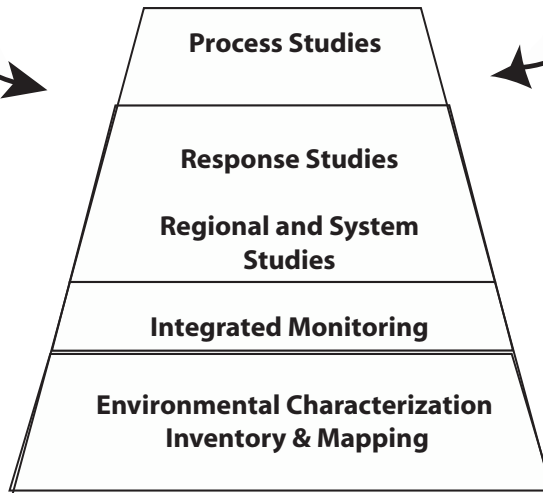 Process Studies
Response Studies
Regional and System
Studies
Integrated Monitoring
Environmental Characterization
Inventory & Mapping